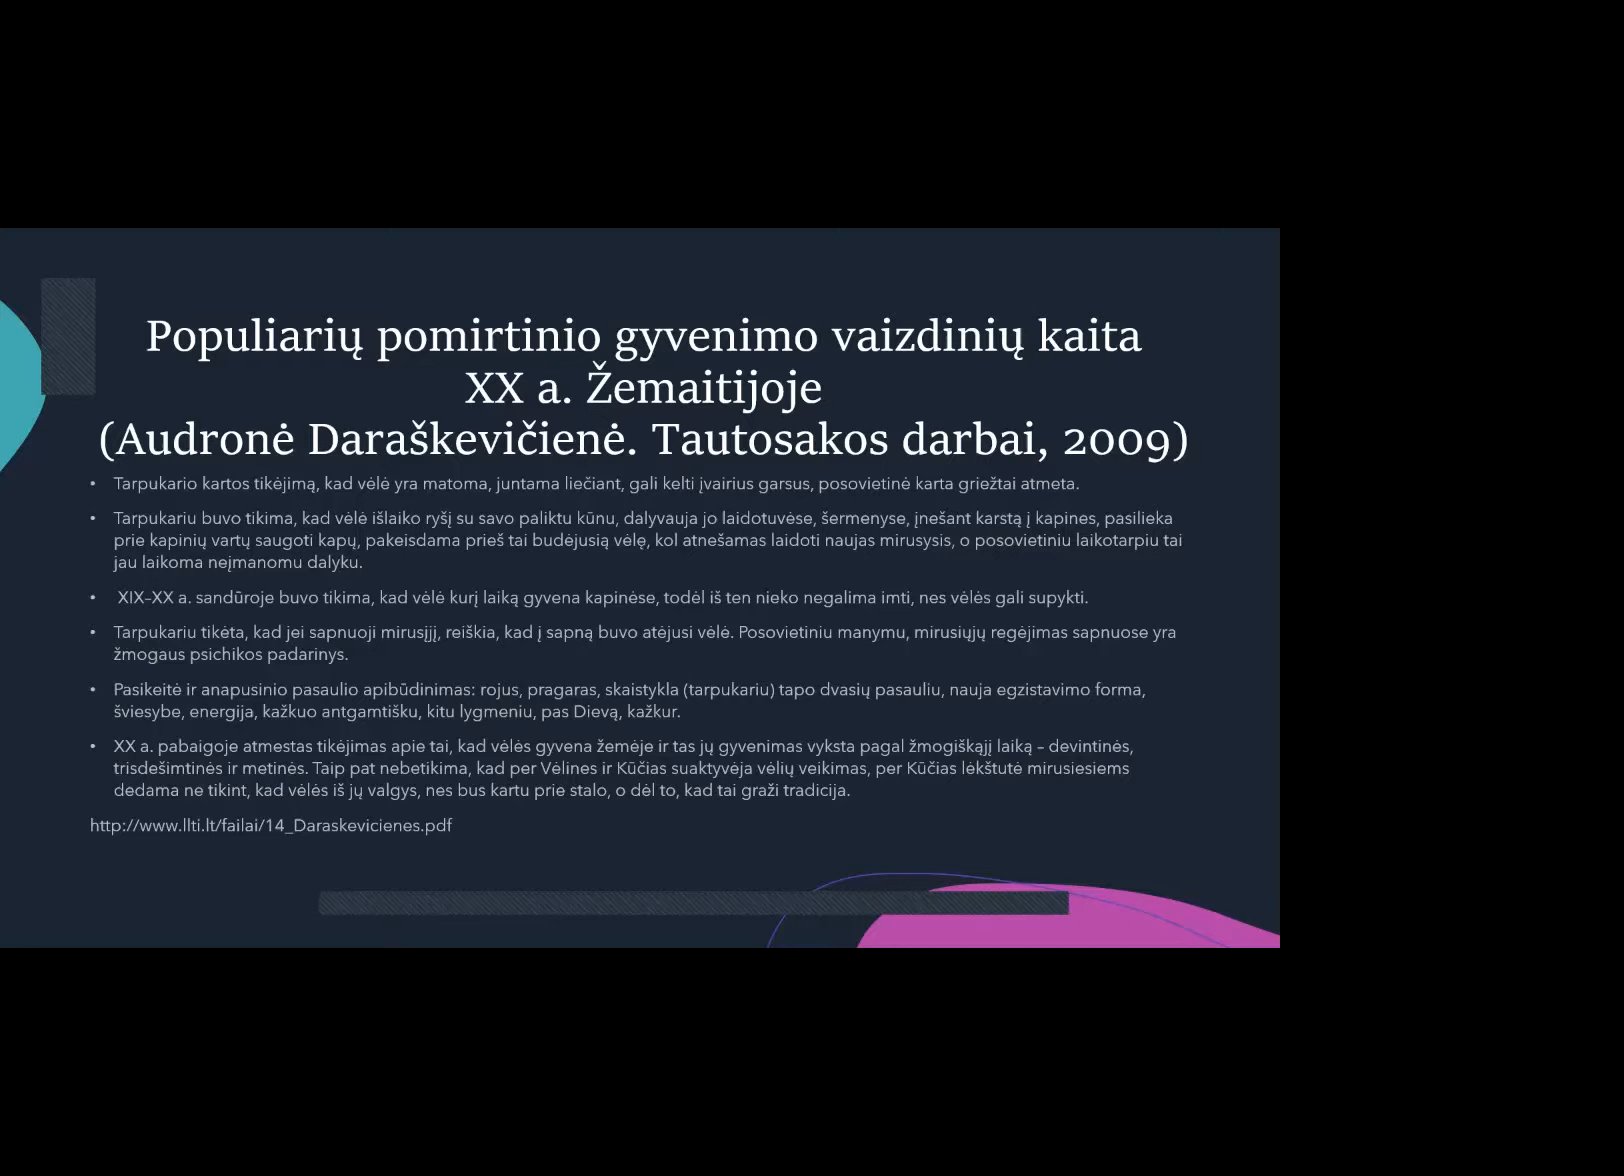 Populiarių pomirtinio gyvenimo vaizdinių kaita
XX a. Žemaitijoje
(Audronė Daraškevičienė. Tautosakos darbai, 2009)
• Tarpukario kartos tikėjimą, kad vėlė yra matoma, juntama liečiant, gali kelti įvairius garsus, posovietinė karta griežtai atmeta.
• Tarpukariu buvo tikima, kad vėlė išlaiko ryšį su savo paliktu kūnu, dalyvauja jo laidotuvėse, šermenyse, įnešant karstą į kapines, pasilieka
prie kapinių vartų saugoti kapų, pakeisdama prieš tai budėjusią vėlę, kol atnešamas laidoti naujas mirusysis, o posovietiniu laikotarpiu tai
jau laikoma neįmanomu dalyku.
• XIX–XX a. sandūroje buvo tikima, kad vėlė kurį laiką gyvena kapinėse, todėl iš ten nieko negalima imti, nes vėlės gali supykti.
• Tarpukariu tikėta, kad jei sapnuoji mirusįjį, reiškia, kad į sapną buvo atėjusi vėlė. Posovietiniu manymu, mirusiųjų regėjimas sapnuose yra
žmogaus psichikos padarinys.
• Pasikeitė ir anapusinio pasaulio apibūdinimas: rojus, pragaras, skaistykla (tarpukariu) tapo dvasių pasauliu, nauja egzistavimo forma,
šviesybe, energija, kažkuo antgamtišku, kitu lygmeniu, pas Dievą, kažkur.
• XX a. pabaigoje atmestas tikėjimas apie tai, kad vėlės gyvena žemėje ir tas jų gyvenimas vyksta pagal žmogiškąjį laiką – devintinės,
trisdešimtinės ir metinės. Taip pat nebetikima, kad per Vėlines ir Kūčias suaktyvėja vėlių veikimas, per Kūčias lėkštutė mirusiesiems
dedama ne tikint, kad vėlės iš jų valgys, nes bus kartu prie stalo, o dėl to, kad tai graži tradicija.
http://www.llti.lt/failai/14_Daraskevicienes.pdf